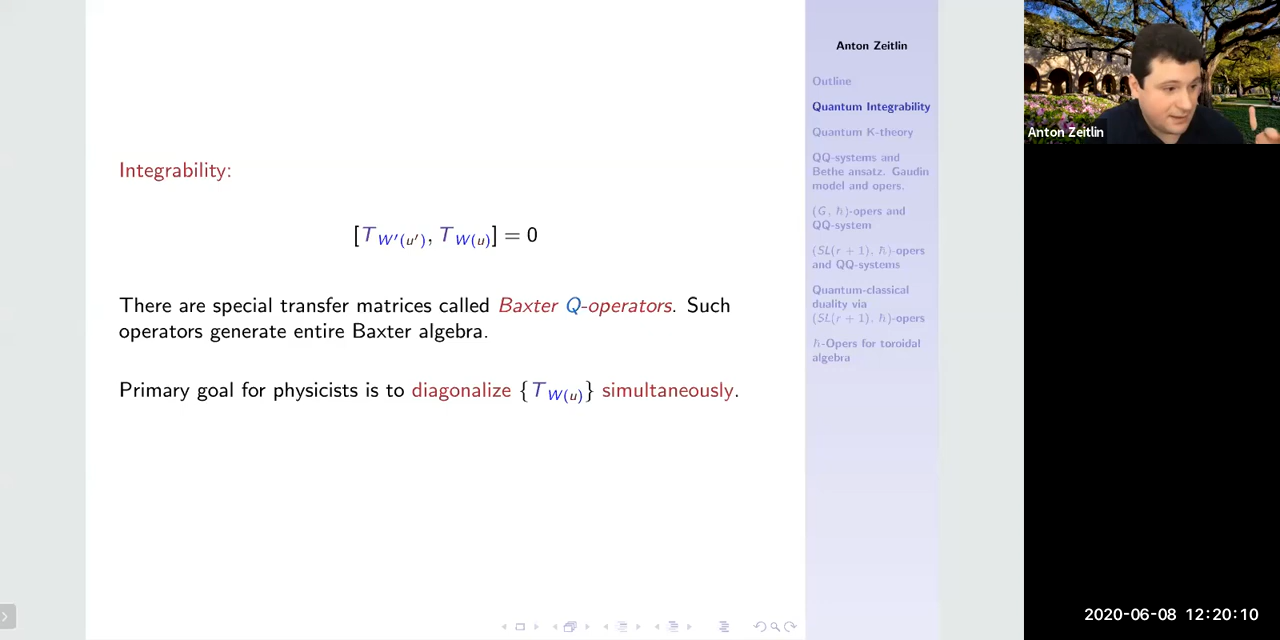 Integrability:
[T_{W'(u')}, T_{W(u)}] = 0
There are special transfer matrices called Baxter Q-operators. Such
operators generate entire Baxter algebra.
Primary goal for physicists is to diagonalize {T_{W(u)}} simultaneously.
Anton Zeitlin
Outline
Quantum Integrability
Quantum K-theory
QQ-systems and
Bethe ansatz. Gaudin
model and opers.
(G, ħ)-opers and
QQ-system
(SL(r + 1), ħ)-opers
and QQ-systems
Quantum-classical
duality via
(SL(r + 1), ħ)-opers
ħ-Opers for toroidal
algebra
Anton Zeitlin
2020-06-08 12:20:10